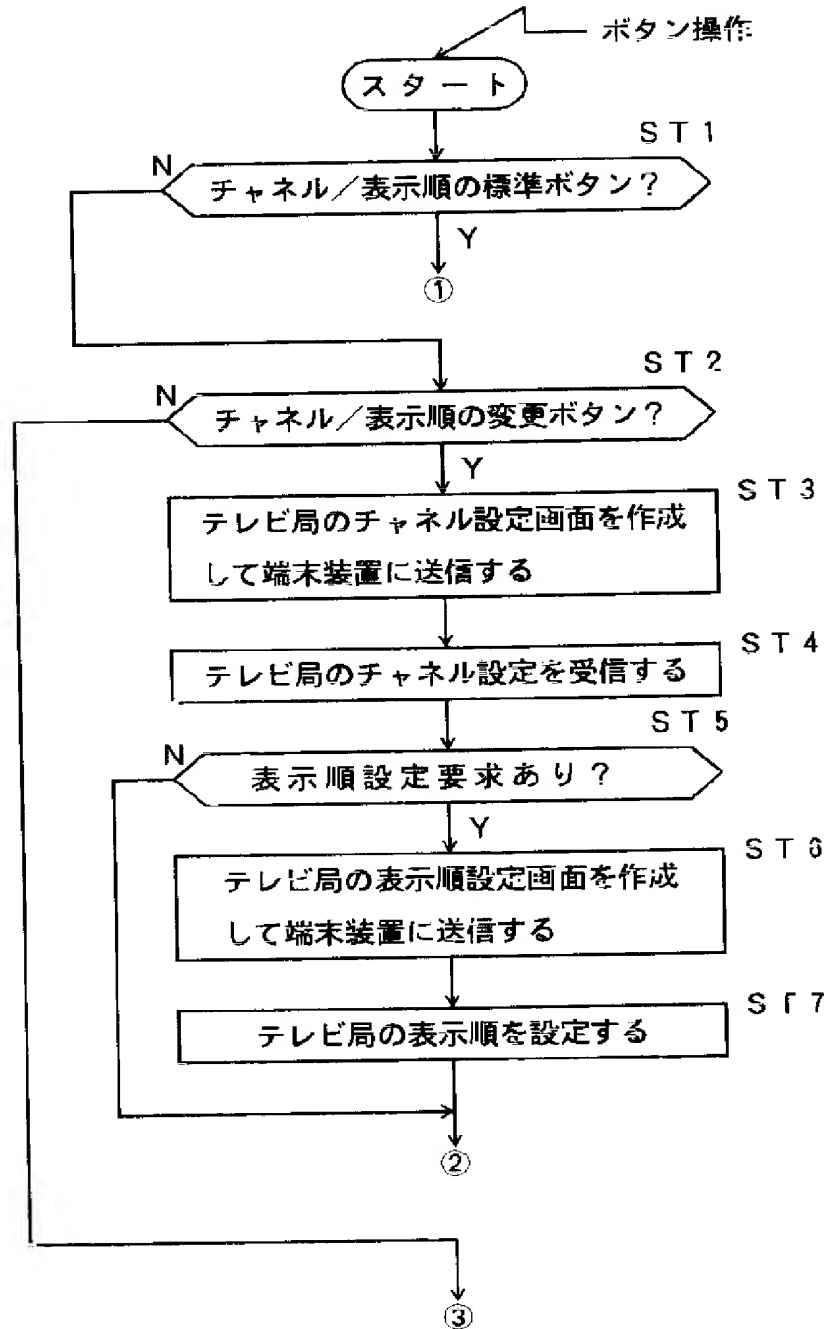 ボタン操作
スタート
ST1
N
チャネル/表示順の標準ボタン?
Y
①
ST2
N
チャネル/表示順の変更ボタン?
Y
ST3
テレビ局のチャネル設定画面を作成
して端末装置に送信する
ST4
テレビ局のチャネル設定を受信する
ST5
N
表示順設定要求あり?
Y
ST6
テレビ局の表示順設定画面を作成
して端末装置に送信する
ST7
テレビ局の表示順を設定する
②
③